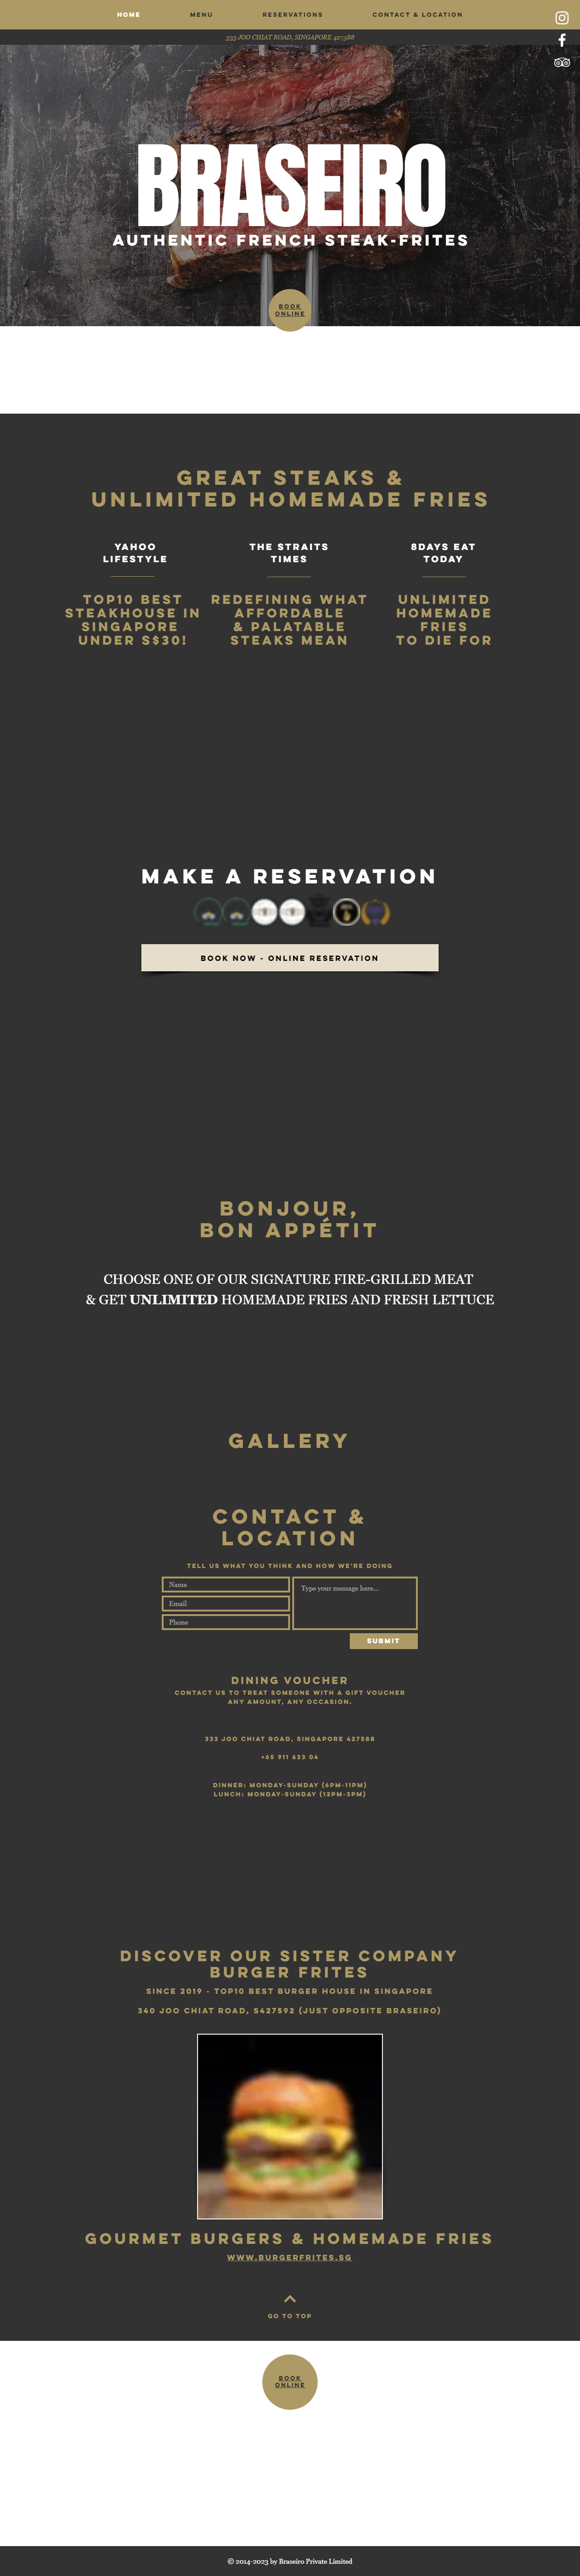 HOME
MENU
RESERVATIONS
CONTACT & LOCATION
333 JOO CHIAT ROAD, SINGAPORE 427588
BRASEIRO
AUTHENTIC FRENCH STEAK-FRITES
BOOK
ONLINE
GREAT STEAKS &
UNLIMITED HOMEMADE FRIES
YAHOO
LIFESTYLE
TOP10 BEST
STEAKHOUSE IN
SINGAPORE
UNDER S$30!
THE STRAITS
TIMES
REDEFINING WHAT
AFFORDABLE
& PALATABLE
STEAKS MEAN
8DAYS EAT
TODAY
UNLIMITED
HOMEMADE
FRIES
TO DIE FOR
MAKE A RESERVATION
BOOK NOW - ONLINE RESERVATION
BONJOUR,
BON APPÉTIT
CHOOSE ONE OF OUR SIGNATURE FIRE-GRILLED MEAT
& GET UNLIMITED HOMEMADE FRIES AND FRESH LETTUCE
GALLERY
CONTACT &
LOCATION
TELL US WHAT YOU THINK AND HOW WE'RE DOING
Name
Email
Phone
Type your message here...
SUBMIT
DINING VOUCHER
CONTACT US TO TREAT SOMEONE WITH A GIFT VOUCHER
ANY AMOUNT, ANY OCCASION.
333 JOO CHIAT ROAD, SINGAPORE 427588
+65 911 633 04
DINNER: MONDAY-SUNDAY (6PM-11PM)
LUNCH: MONDAY-SUNDAY (12PM-3PM)
DISCOVER OUR SISTER COMPANY
BURGER FRITES
SINCE 2019 - TOP10 BEST BURGER HOUSE IN SINGAPORE
340 JOO CHIAT ROAD, S427592 (JUST OPPOSITE BRASEIRO)
GOURMET BURGERS & HOMEMADE FRIES
WWW.BURGERFRITES.SG
GO TO TOP
BOOK
ONLINE
© 2014-2023 by Braseiro Private Limited